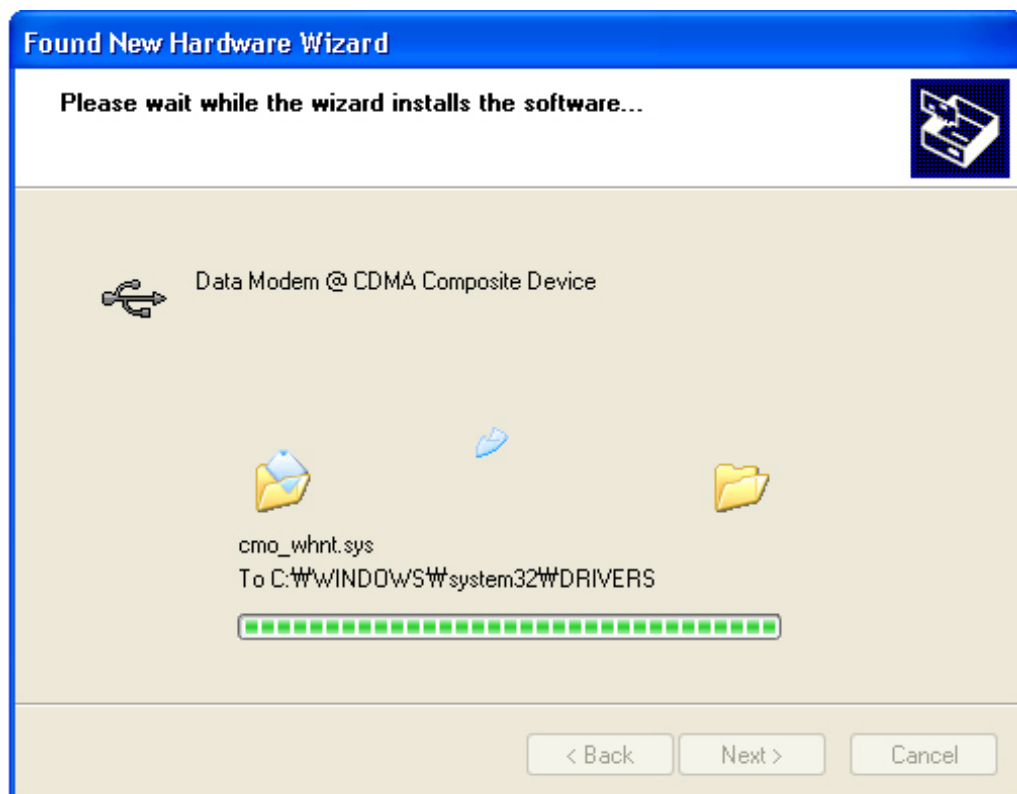 Found New Hardware Wizard
Please wait while the wizard installs the software...
Data Modem @ CDMA Composite Device
cmo_whnt.sys
To C:₩WINDOWS₩system32₩DRIVERS
< Back
Next >
Cancel